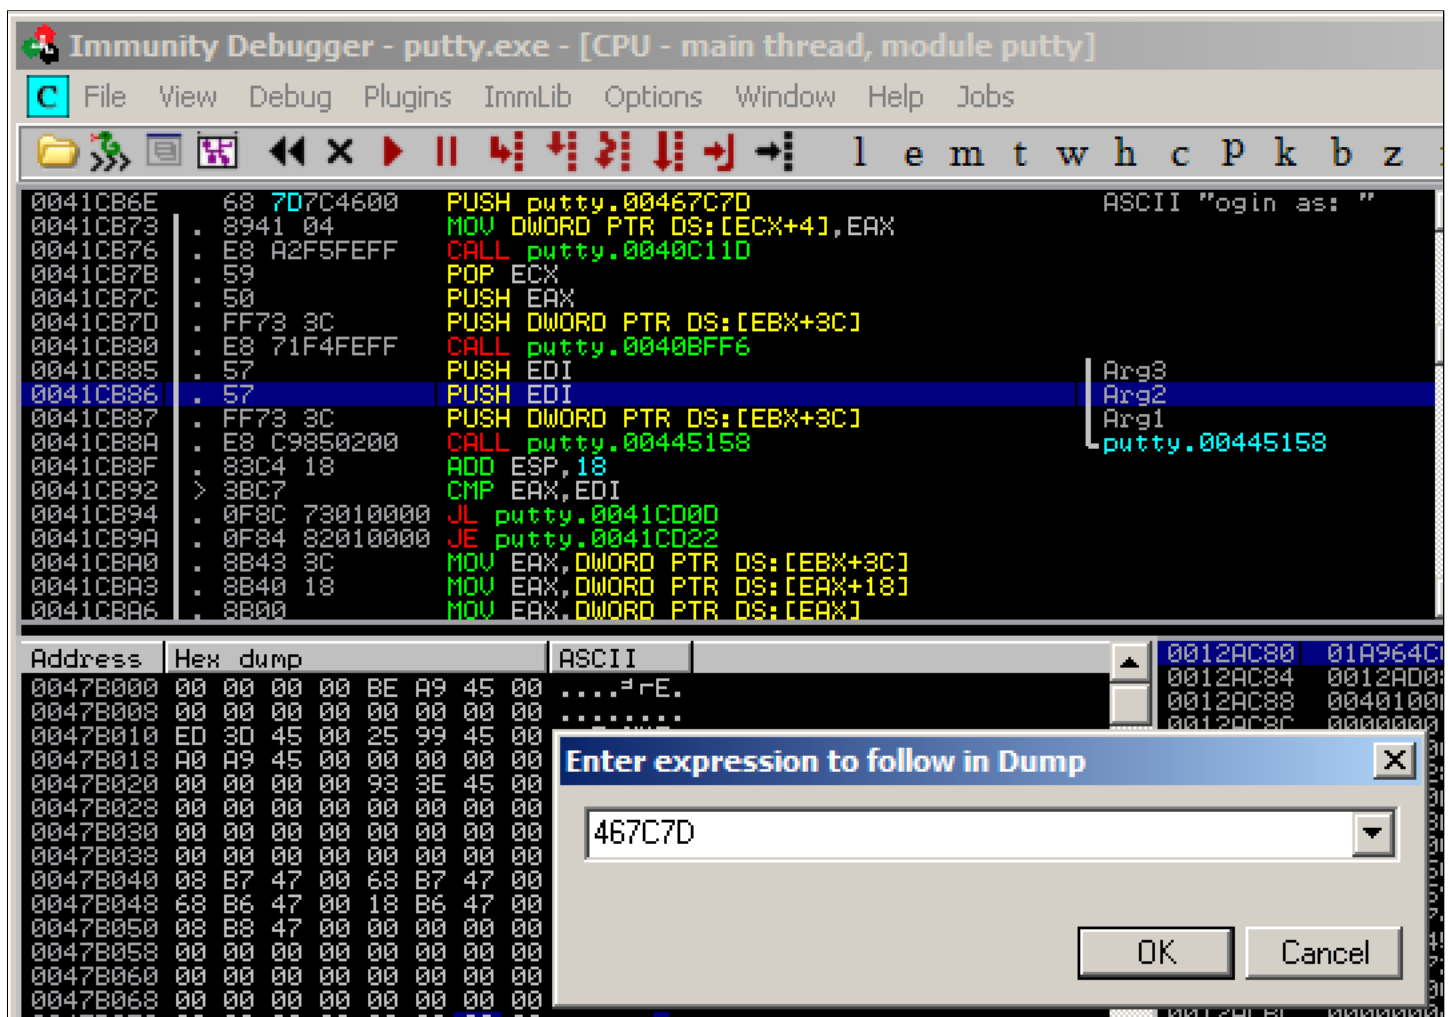 Immunity Debugger - putty.exe - [CPU - main thread, module putty]
C File View Debug Plugins ImmLib Options Window Help Jobs
l e m t w h c p k b z
0041CB6E 68 7D7C4600 PUSH putty.00467C7D ASCII "ogin as: "
0041CB73 . 8941 04 MOV DWORD PTR DS:[ECX+4],EAX
0041CB76 . E8 A2F5FEFF CALL putty.0040C11D
0041CB7B . 59 POP ECX
0041CB7C . 50 PUSH EAX
0041CB7D . FF73 3C PUSH DWORD PTR DS:[EBX+3C]
0041CB80 . E8 71F4FEFF CALL putty.0040BFF6
0041CB85 . 57 PUSH EDI Arg3
0041CB86 . 57 PUSH EDI Arg2
0041CB87 . FF73 3C PUSH DWORD PTR DS:[EBX+3C] Arg1
0041CB8A . E8 C9850200 CALL putty.00445158 putty.00445158
0041CB8F . 83C4 18 ADD ESP,18
0041CB92 > 3BC7 CMP EAX,EDI
0041CB94 . 0F8C 73010000 JL putty.0041CD0D
0041CB9A . 0F84 82010000 JE putty.0041CD22
0041CBA0 . 8B43 3C MOV EAX,DWORD PTR DS:[EBX+3C]
0041CBA3 . 8B40 18 MOV EAX,DWORD PTR DS:[EAX+18]
0041CBA6 . 8B00 MOV EAX,DWORD PTR DS:[EAX]
Address Hex dump ASCII
0047B000 00 00 00 00 BE A9 45 00 ....╛⌐E.
0047B008 00 00 00 00 00 00 00 00 ........
0047B010 ED 3D 45 00 25 99 45 00
0047B018 A0 A9 45 00 00 00 00 00
0047B020 00 00 00 00 93 3E 45 00
0047B028 00 00 00 00 00 00 00 00
0047B030 00 00 00 00 00 00 00 00
0047B038 00 00 00 00 00 00 00 00
0047B040 08 B7 47 00 68 B7 47 00
0047B048 68 B6 47 00 18 B6 47 00
0047B050 08 B8 47 00 00 00 00 00
0047B058 00 00 00 00 00 00 00 00
0047B060 00 00 00 00 00 00 00 00
0047B068 00 00 00 00 00 00 00 00
0012AC80 01A964C
0012AC84 0012AD0
0012AC88 0040100
0012AC8C 0000000
Enter expression to follow in Dump
467C7D
OK Cancel